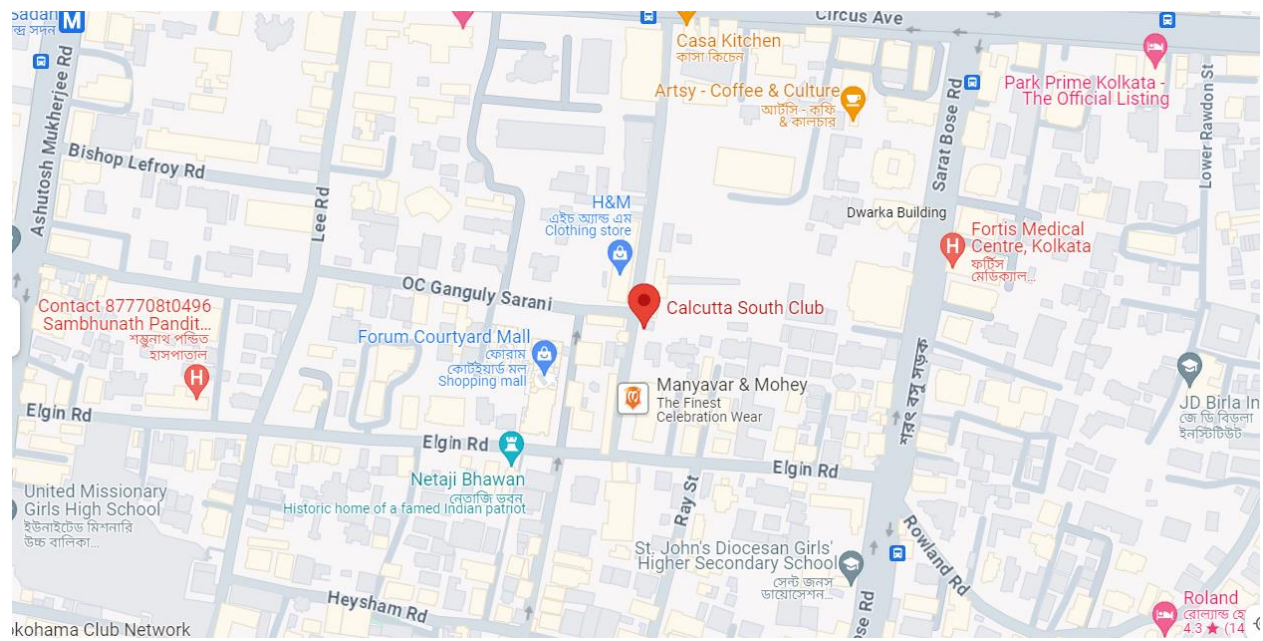 Sadan
M
Circus Ave
Casa Kitchen
কাসা কিচেন
Artsy - Coffee & Culture
আর্টসি - কফি
& কালচার
Park Prime Kolkata -
The Official Listing
Ashutosh Mukherjee Rd
Bishop Lefroy Rd
Lee Rd
Sarat Bose Rd
Lower Rawdon St
H&M
এইচ অ্যান্ড এম
Clothing store
Dwarka Building
Fortis Medical
Centre, Kolkata
ফর্টিস
মেডিক্যাল...
OC Ganguly Sarani
Calcutta South Club
Contact 877708t0496
Sambhunath Pandit...
শম্ভুনাথ পন্ডিত
হাসপাতাল
H
Forum Courtyard Mall
ফোরাম
কোর্টইয়ার্ড মল
Shopping mall
Manyavar & Mohey
The Finest
Celebration Wear
শরৎ বসু সড়ক
JD Birla In
জে ডি বিড়লা
ইনস্টিটিউট
Elgin Rd
Elgin Rd
Elgin Rd
Netaji Bhawan
নেতাজি ভবন
Historic home of a famed Indian patriot
United Missionary
Girls High School
ইউনাইটেড মিশনারি
উচ্চ বালিকা...
Ray St
Rowland Rd
St. John's Diocesan Girls'
Higher Secondary School
সেন্ট জনস
ডায়োসেশন...
Heysham Rd
ose Rd
Roland
রোল্যান্ড হে
4.3 ★ (14
okohama Club Network